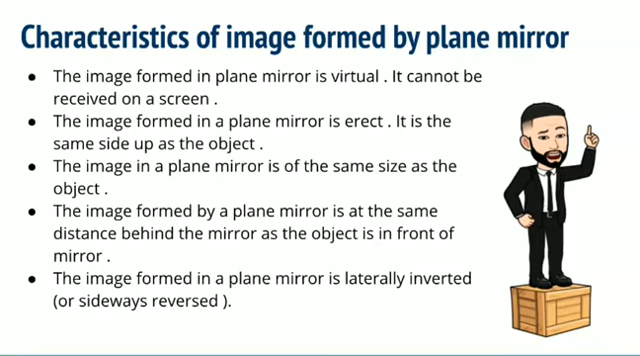 Characteristics of image formed by plane mirror
● The image formed in plane mirror is virtual . It cannot be
received on a screen .
● The image formed in a plane mirror is erect . It is the
same side up as the object .
● The image in a plane mirror is of the same size as the
object .
● The image formed by a plane mirror is at the same
distance behind the mirror as the object is in front of
mirror .
● The image formed in a plane mirror is laterally inverted
(or sideways reversed ).